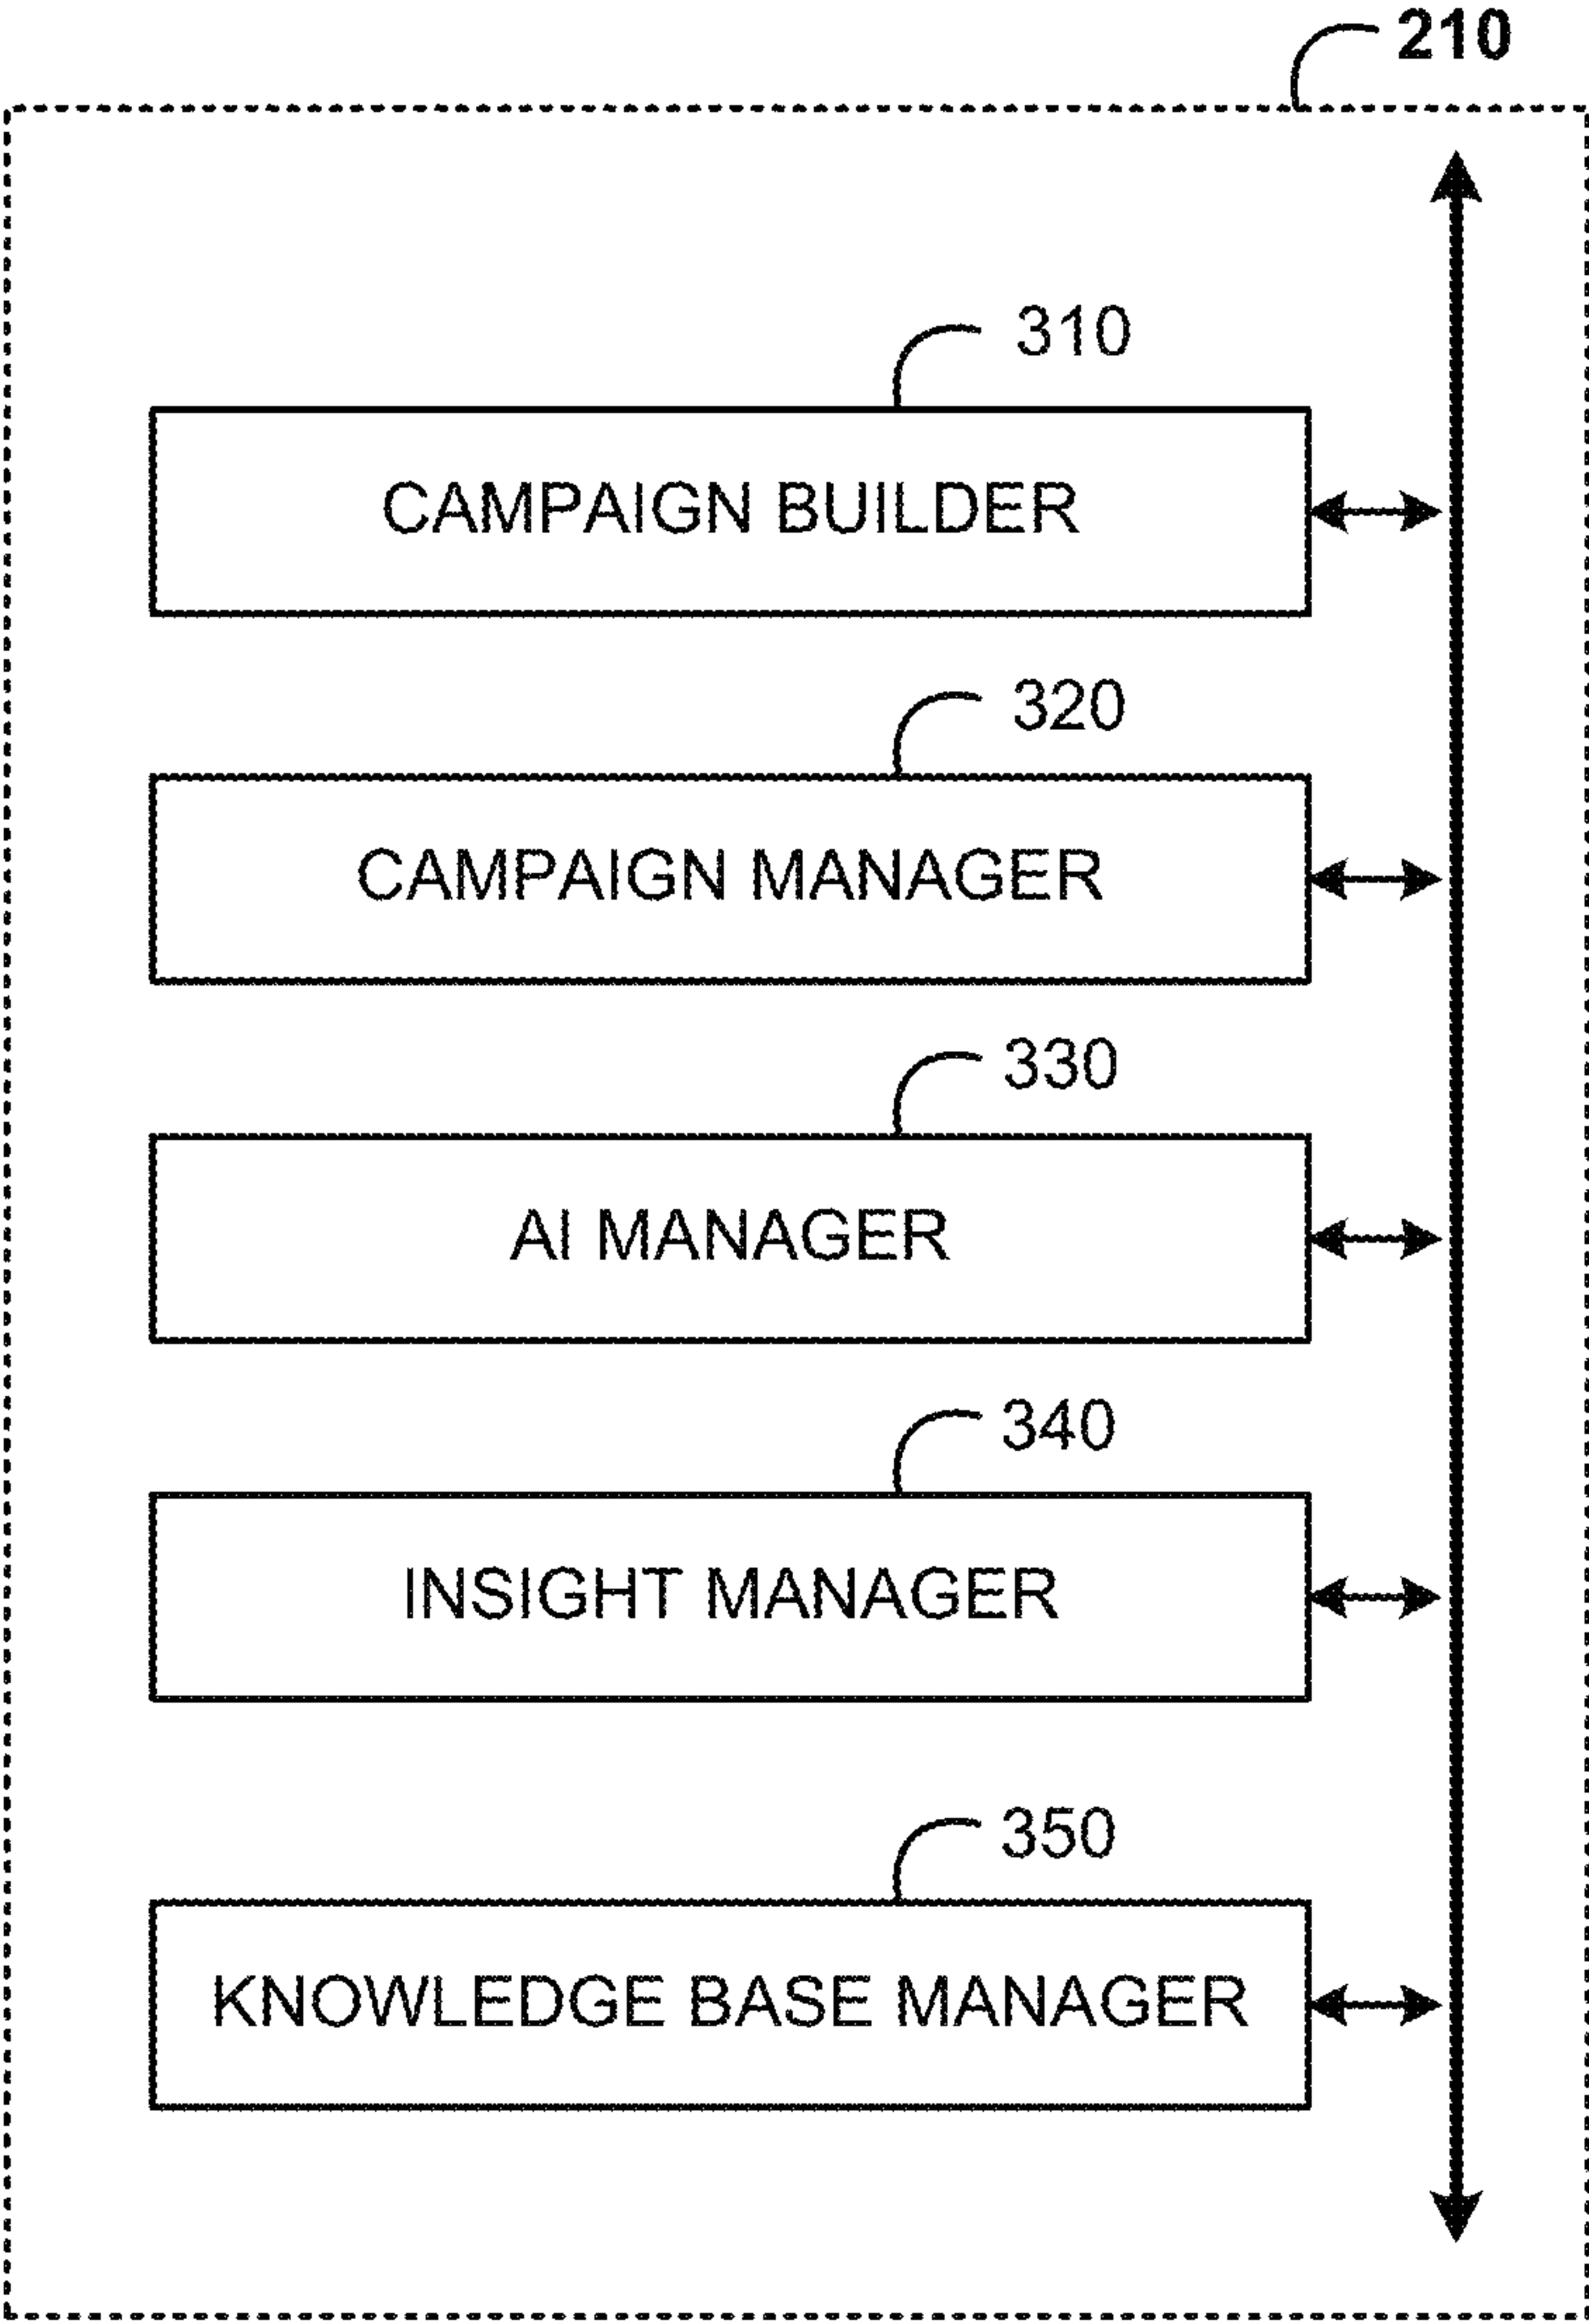 210
310
CAMPAIGN BUILDER
320
CAMPAIGN MANAGER
330
AI MANAGER
340
INSIGHT MANAGER
350
KNOWLEDGE BASE MANAGER